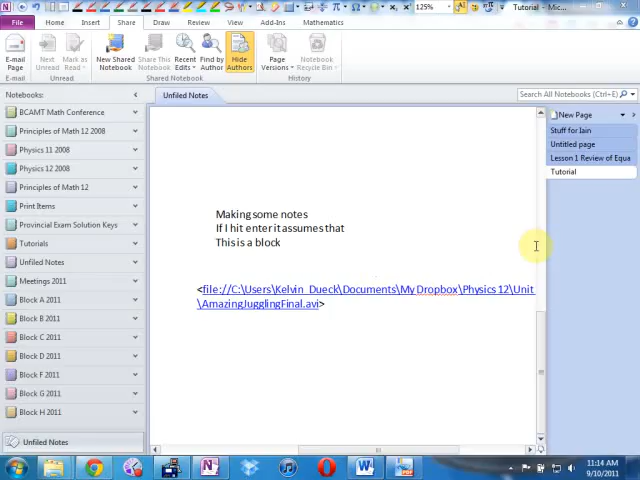 125%
Tutorial - Mic...
File
Home
Insert
Share
Draw
Review
View
Add-Ins
Mathematics
E-mail
Page
Next
Unread
Mark as
Read
New Shared
Notebook
Share This
Notebook
Recent
Edits
Find by
Author
Hide
Authors
Page
Versions
Notebook
Recycle Bin
E-mail
Unread
Shared Notebook
History
Notebooks:
Unfiled Notes
Search All Notebooks (Ctrl+E)
BCAMT Math Conference
Principles of Math 12 2008
Physics 11 2008
Physics 12 2008
Principles of Math 12
Print Items
Provincial Exam Solution Keys
Tutorials
Unfiled Notes
Meetings 2011
Block A 2011
Block B 2011
Block C 2011
Block D 2011
Block F 2011
Block G 2011
Block H 2011
Unfiled Notes
Making some notes
If I hit enter it assumes that
This is a block
<file://C:\Users\Kelvin_Dueck\Documents\My Dropbox\Physics 12\Unit
\AmazingJugglingFinal.avi>
New Page
Stuff for Iain
Untitled page
Lesson 1 Review of Equa
Tutorial
11:14 AM
9/10/2011